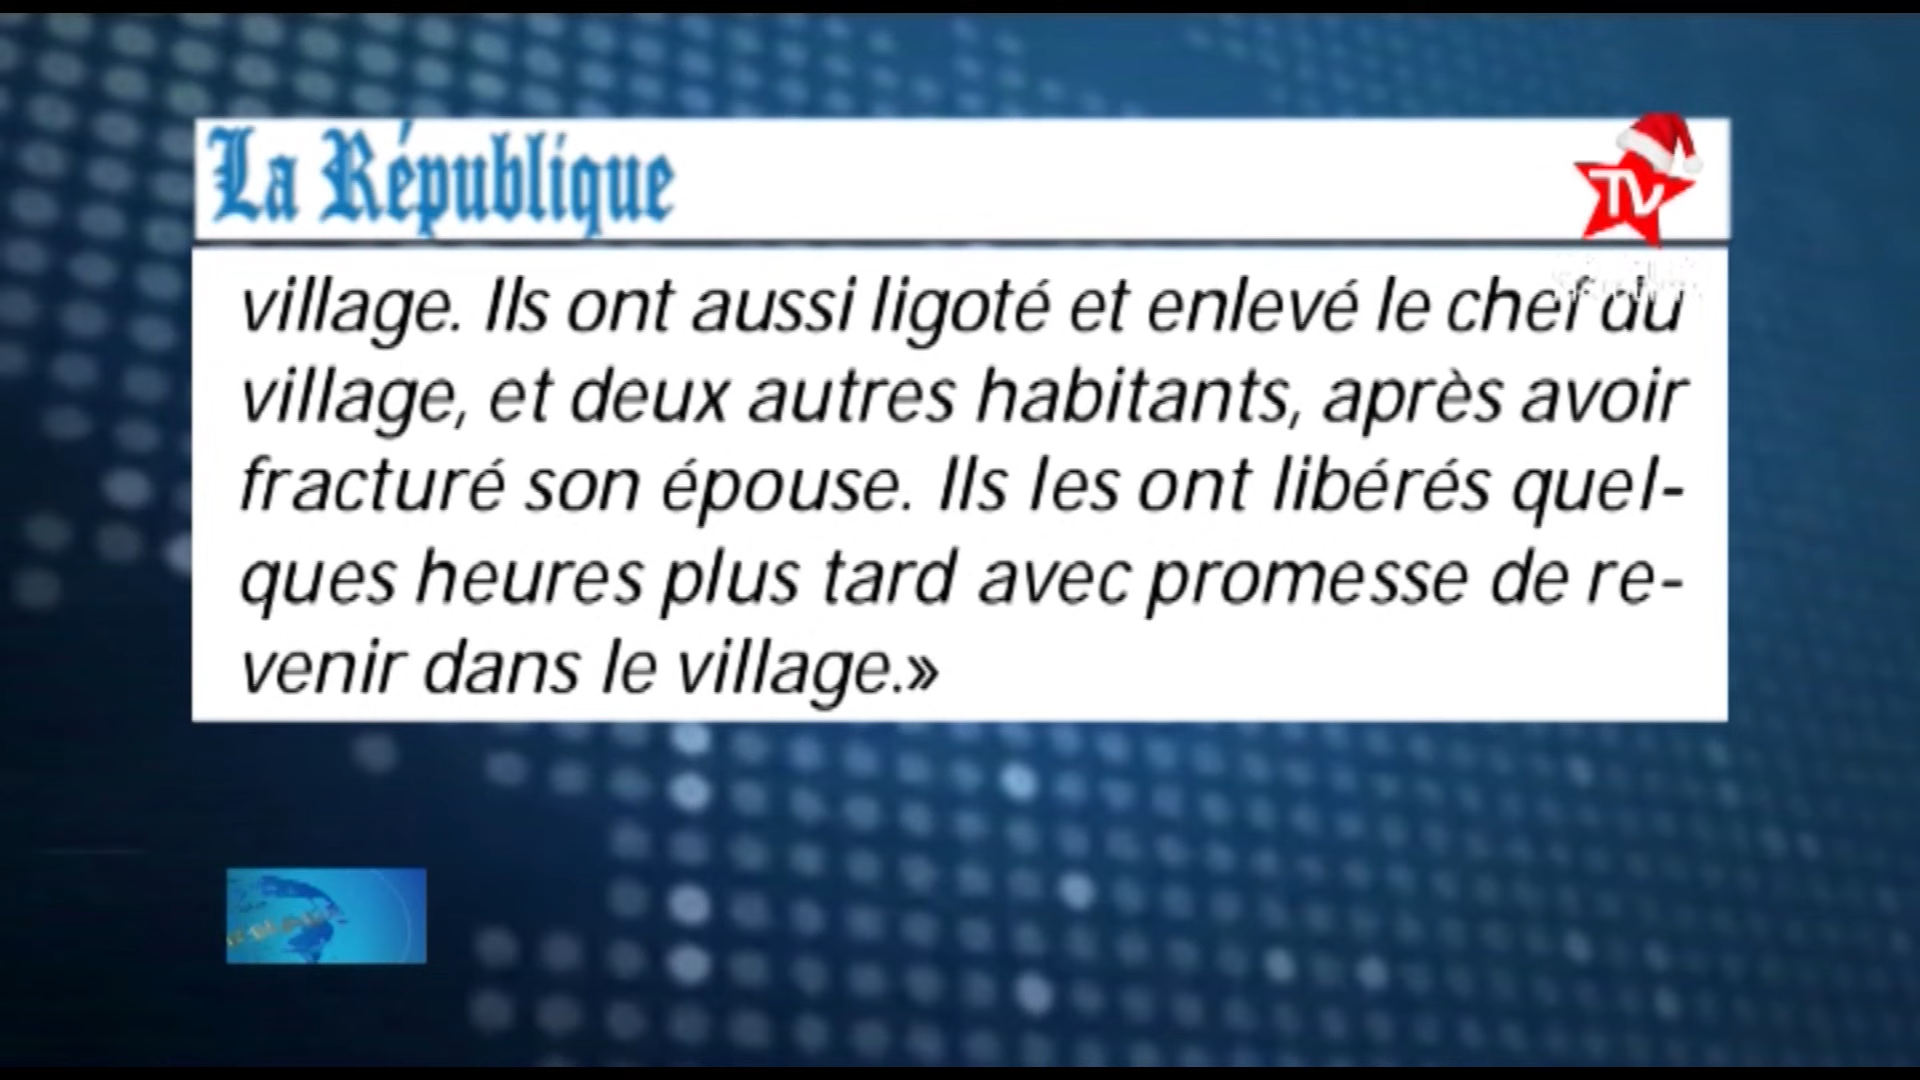 La République
TV
village. Ils ont aussi ligoté et enlevé le chef du
village, et deux autres habitants, après avoir
fracturé son épouse. Ils les ont libérés quel-
ques heures plus tard avec promesse de re-
venir dans le village.»